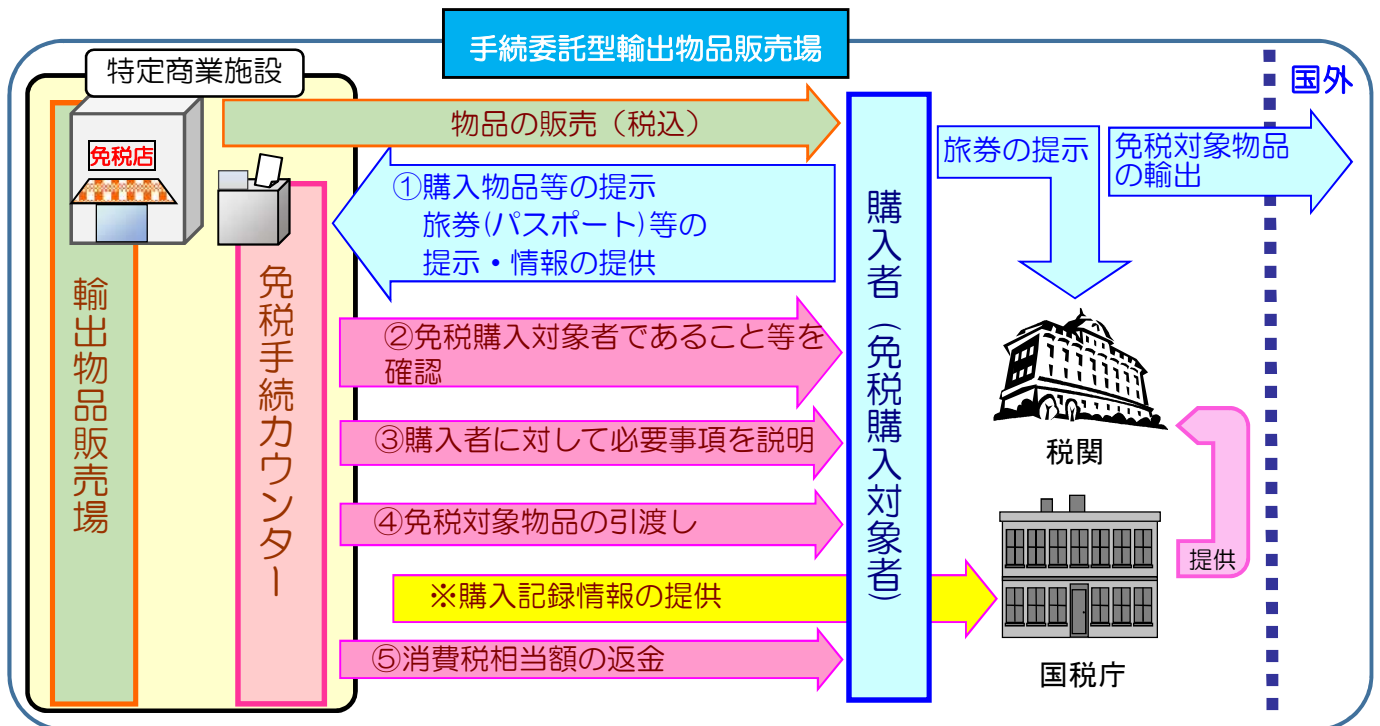 手続委託型輸出物品販売場
特定商業施設
国外
免税店
物品の販売（税込）
①購入物品等の提示
旅券(パスポート)等の
提示・情報の提供
旅券の提示
免税対象物品
の輸出
輸出物品販売場
免税手続カウンター
購入者（免税購入対象者）
②免税購入対象者であること等を
確認
③購入者に対して必要事項を説明
④免税対象物品の引渡し
※購入記録情報の提供
⑤消費税相当額の返金
税関
提供
国税庁